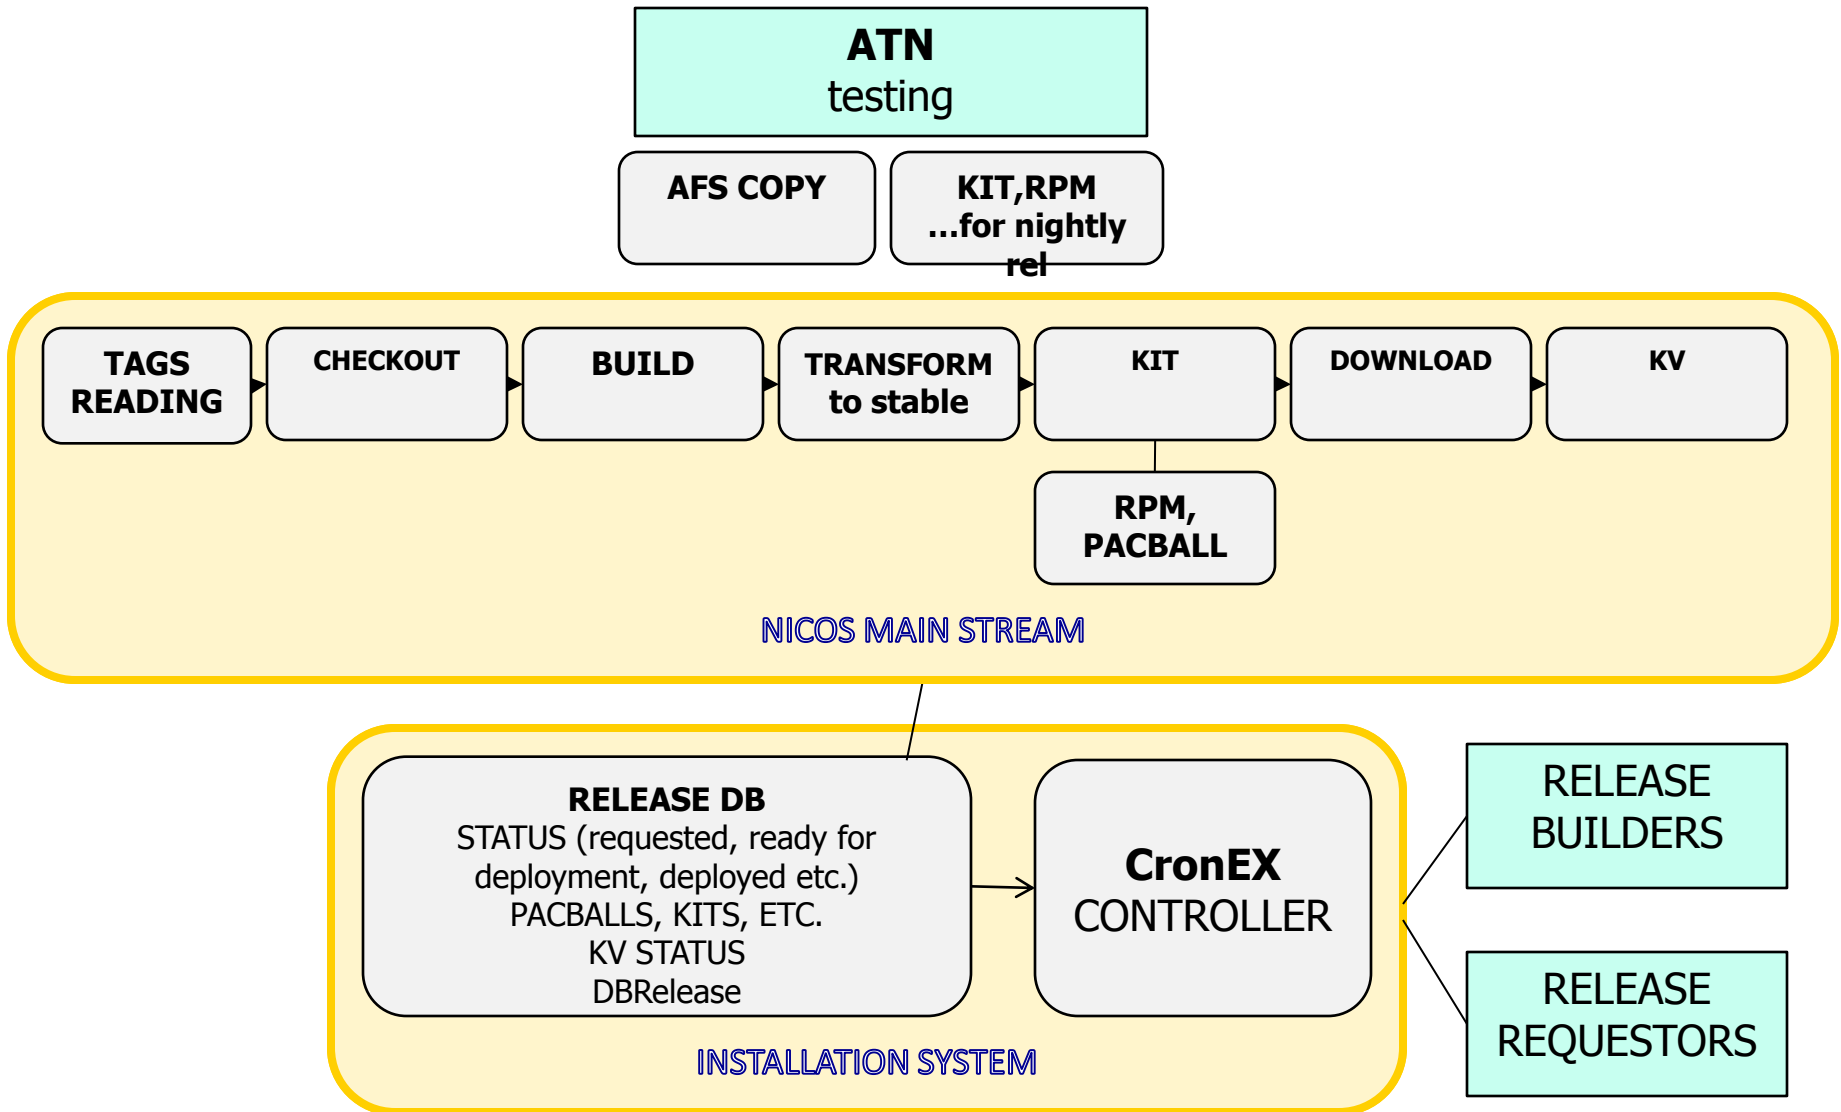 ATN
testing
AFS COPY
KIT,RPM
...for nightly
rel
TAGS
READING
CHECKOUT
BUILD
TRANSFORM
to stable
KIT
DOWNLOAD
KV
RPM,
PACBALL
NICOS MAIN STREAM
RELEASE DB
STATUS (requested, ready for
deployment, deployed etc.)
PACBALLS, KITS, ETC.
KV STATUS
DBRelease
CronEX
CONTROLLER
INSTALLATION SYSTEM
RELEASE
BUILDERS
RELEASE
REQUESTORS